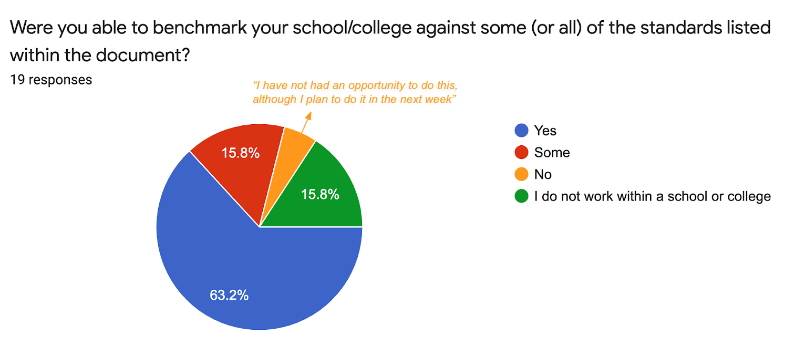 Were you able to benchmark your school/college against some (or all) of the standards listed
within the document?
19 responses
"I have not had an opportunity to do this,
although I plan to do it in the next week"
Yes
Some
No
I do not work within a school or college
15.8%
15.8%
63.2%